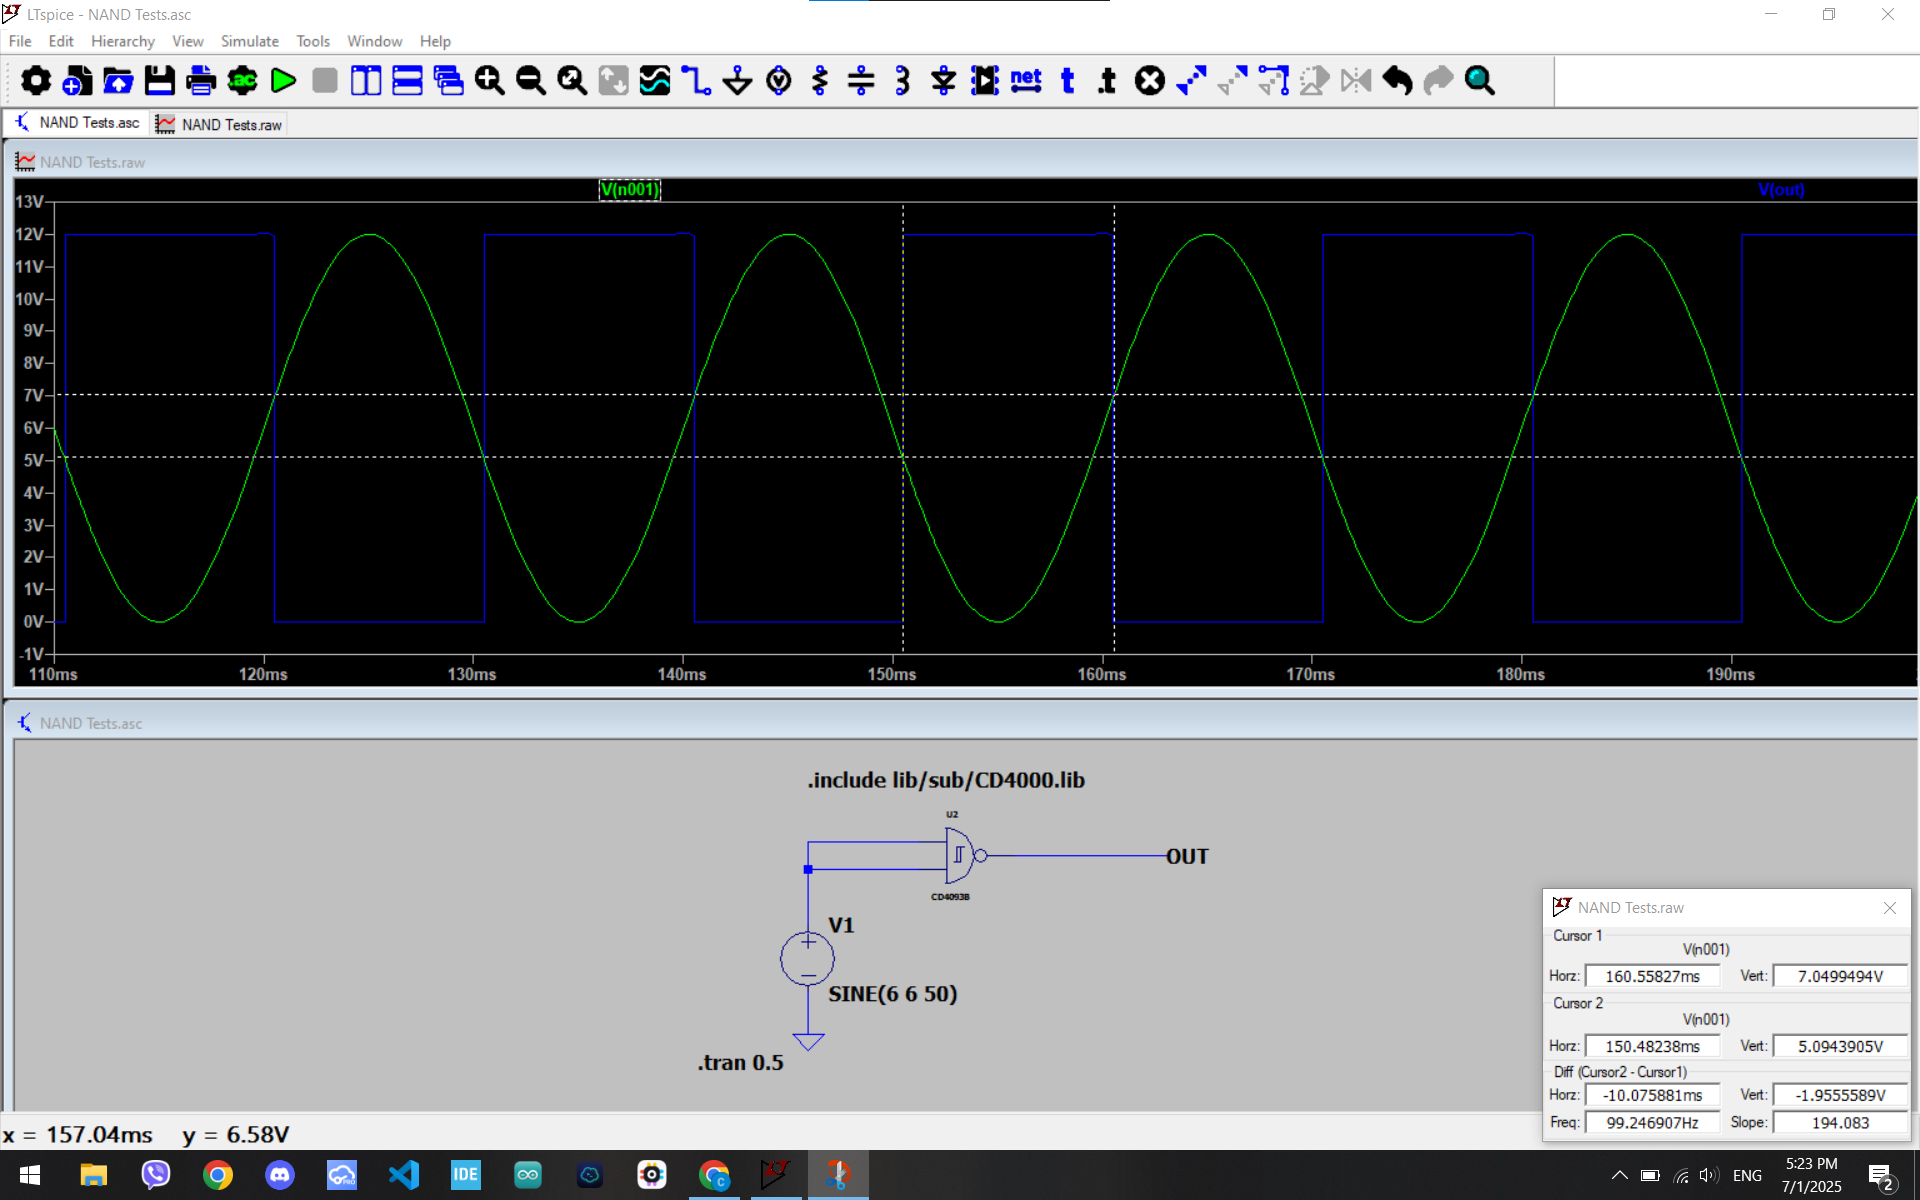 LTspice - NAND Tests.asc
File Edit Hierarchy View Simulate Tools Window Help
ac net t .t
NAND Tests.asc NAND Tests.raw
NAND Tests.raw
V(n001) V(out)
13V
12V
11V
10V
9V
8V
7V
6V
5V
4V
3V
2V
1V
0V
-1V
110ms 120ms 130ms 140ms 150ms 160ms 170ms 180ms 190ms
NAND Tests.asc
.include lib/sub/CD4000.lib
U2
OUT
CD4093B
V1
SINE(6 6 50)
.tran 0.5
NAND Tests.raw
Cursor 1
V(n001)
Horz: 160.55827ms Vert: 7.0499494V
Cursor 2
V(n001)
Horz: 150.48238ms Vert: 5.0943905V
Diff (Cursor2 - Cursor1)
Horz: -10.075881ms Vert: -1.9555589V
Freq: 99.246907Hz Slope: 194.083
x = 157.04ms y = 6.58V
PRO IDE C ENG
5:23 PM
7/1/2025
2